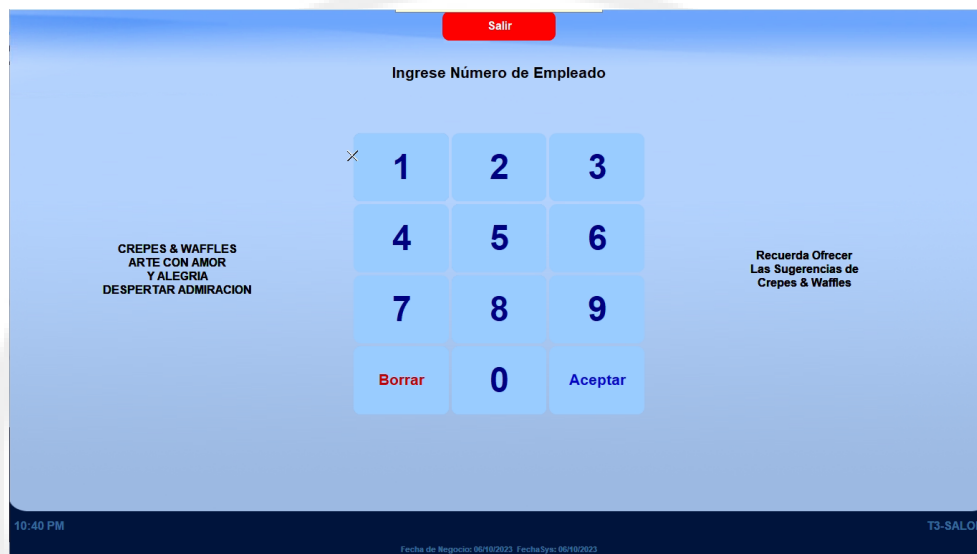 Salir
Ingrese Número de Empleado
1 2 3
4 5 6
7 8 9
Borrar 0 Aceptar
CREPES & WAFFLES
ARTE CON AMOR
Y ALEGRIA
DESPERTAR ADMIRACION
Recuerda Ofrecer
Las Sugerencias de
Crepes & Waffles
10:40 PM
T3-SALO
Fecha de Negocio: 06/10/2023 FechaSys: 06/10/2023